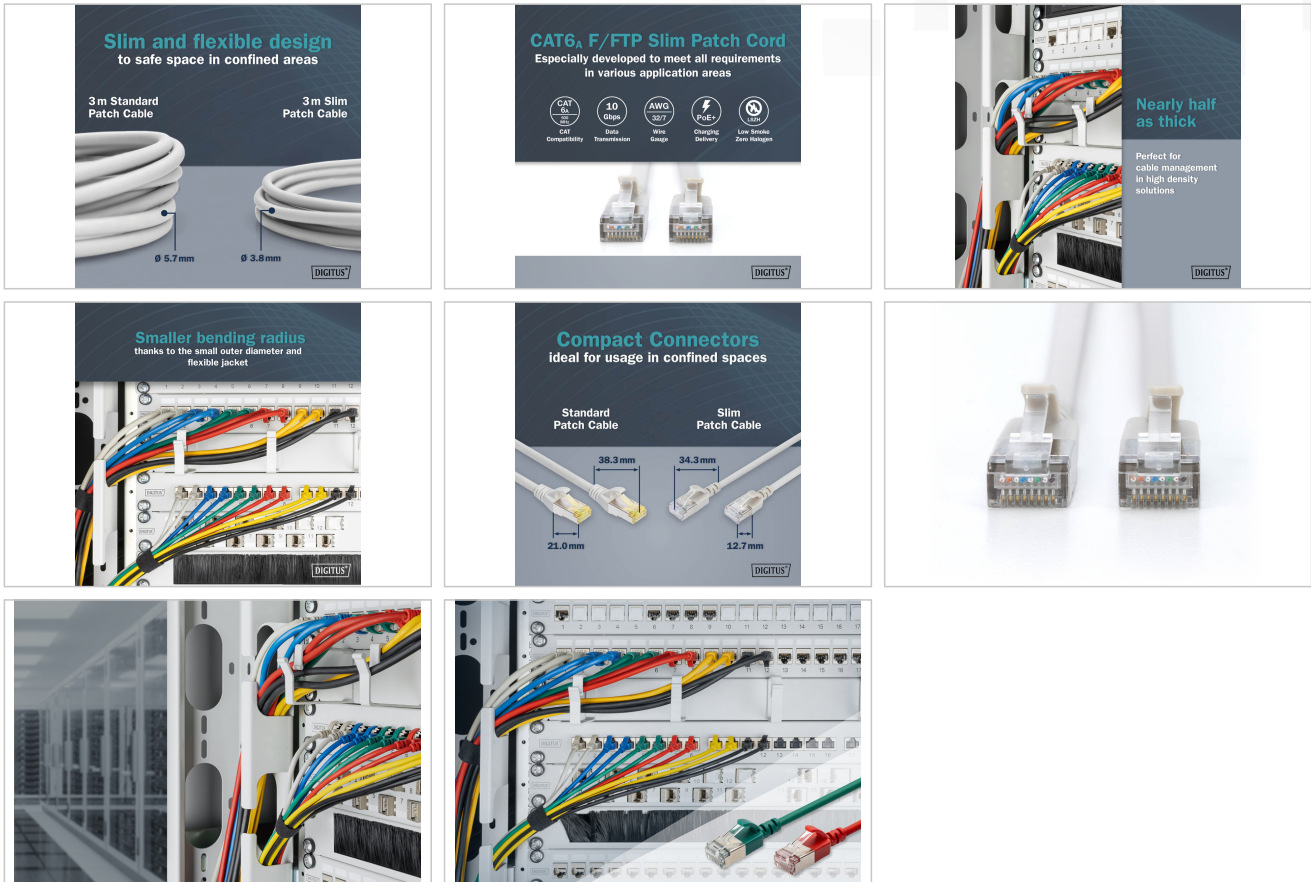 Slim and flexible design
to safe space in confined areas
3 m Standard
Patch Cable
3 m Slim
Patch Cable
Ø 5.7 mm
Ø 3.8 mm
DIGITUS®
CAT6A F/FTP Slim Patch Cord
Especially developed to meet all requirements
in various application areas
CAT
6A
500
MHz
CAT
Compatibility
10
Gbps
Data
Transmission
AWG
32/7
Wire
Gauge
PoE+
Charging
Delivery
LSZH
Low Smoke
Zero Halogen
DIGITUS®
Nearly half
as thick
Perfect for
cable management
in high density
solutions
DIGITUS®
Smaller bending radius
thanks to the small outer diameter and
flexible jacket
DIGITUS®
Compact Connectors
ideal for usage in confined spaces
Standard
Patch Cable
Slim
Patch Cable
38.3 mm
34.3 mm
21.0 mm
12.7 mm
DIGITUS®